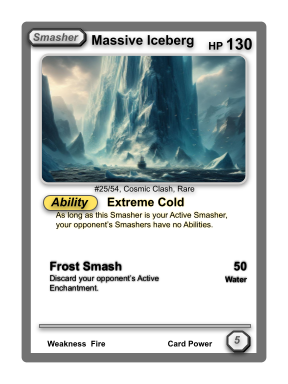 Smasher Massive Iceberg HP 130
#25/54, Cosmic Clash, Rare
Ability Extreme Cold
As long as this Smasher is your Active Smasher,
your opponent's Smashers have no Abilities.
Frost Smash 50
Discard your opponent's Active Water
Enchantment.
Weakness Fire Card Power 5